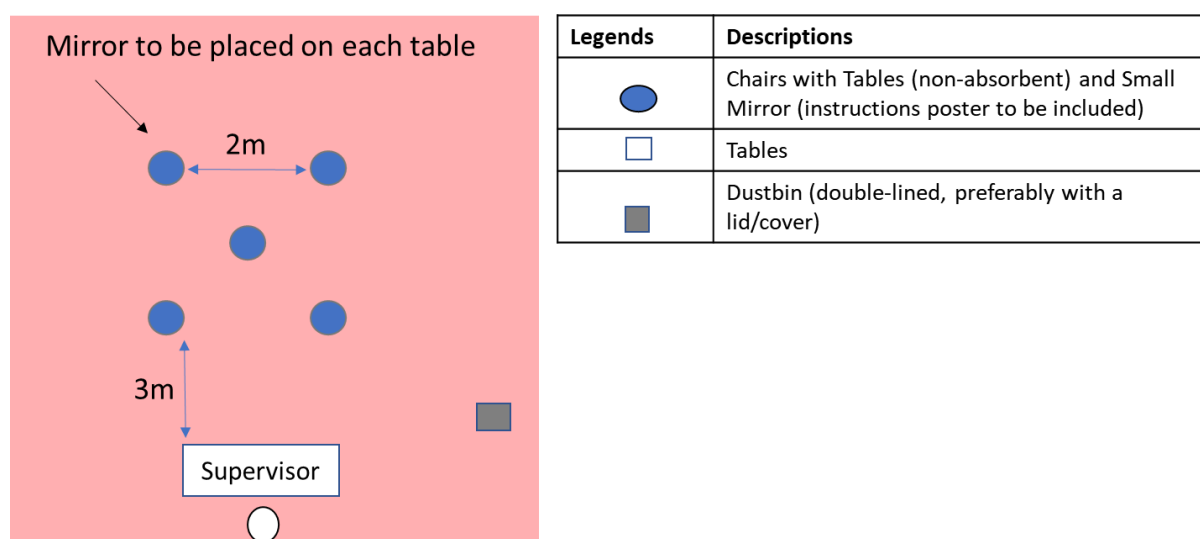 Mirror to be placed on each table
2m
3m
Supervisor
Legends Descriptions
Chairs with Tables (non-absorbent) and Small
Mirror (instructions poster to be included)
Tables
Dustbin (double-lined, preferably with a
lid/cover)